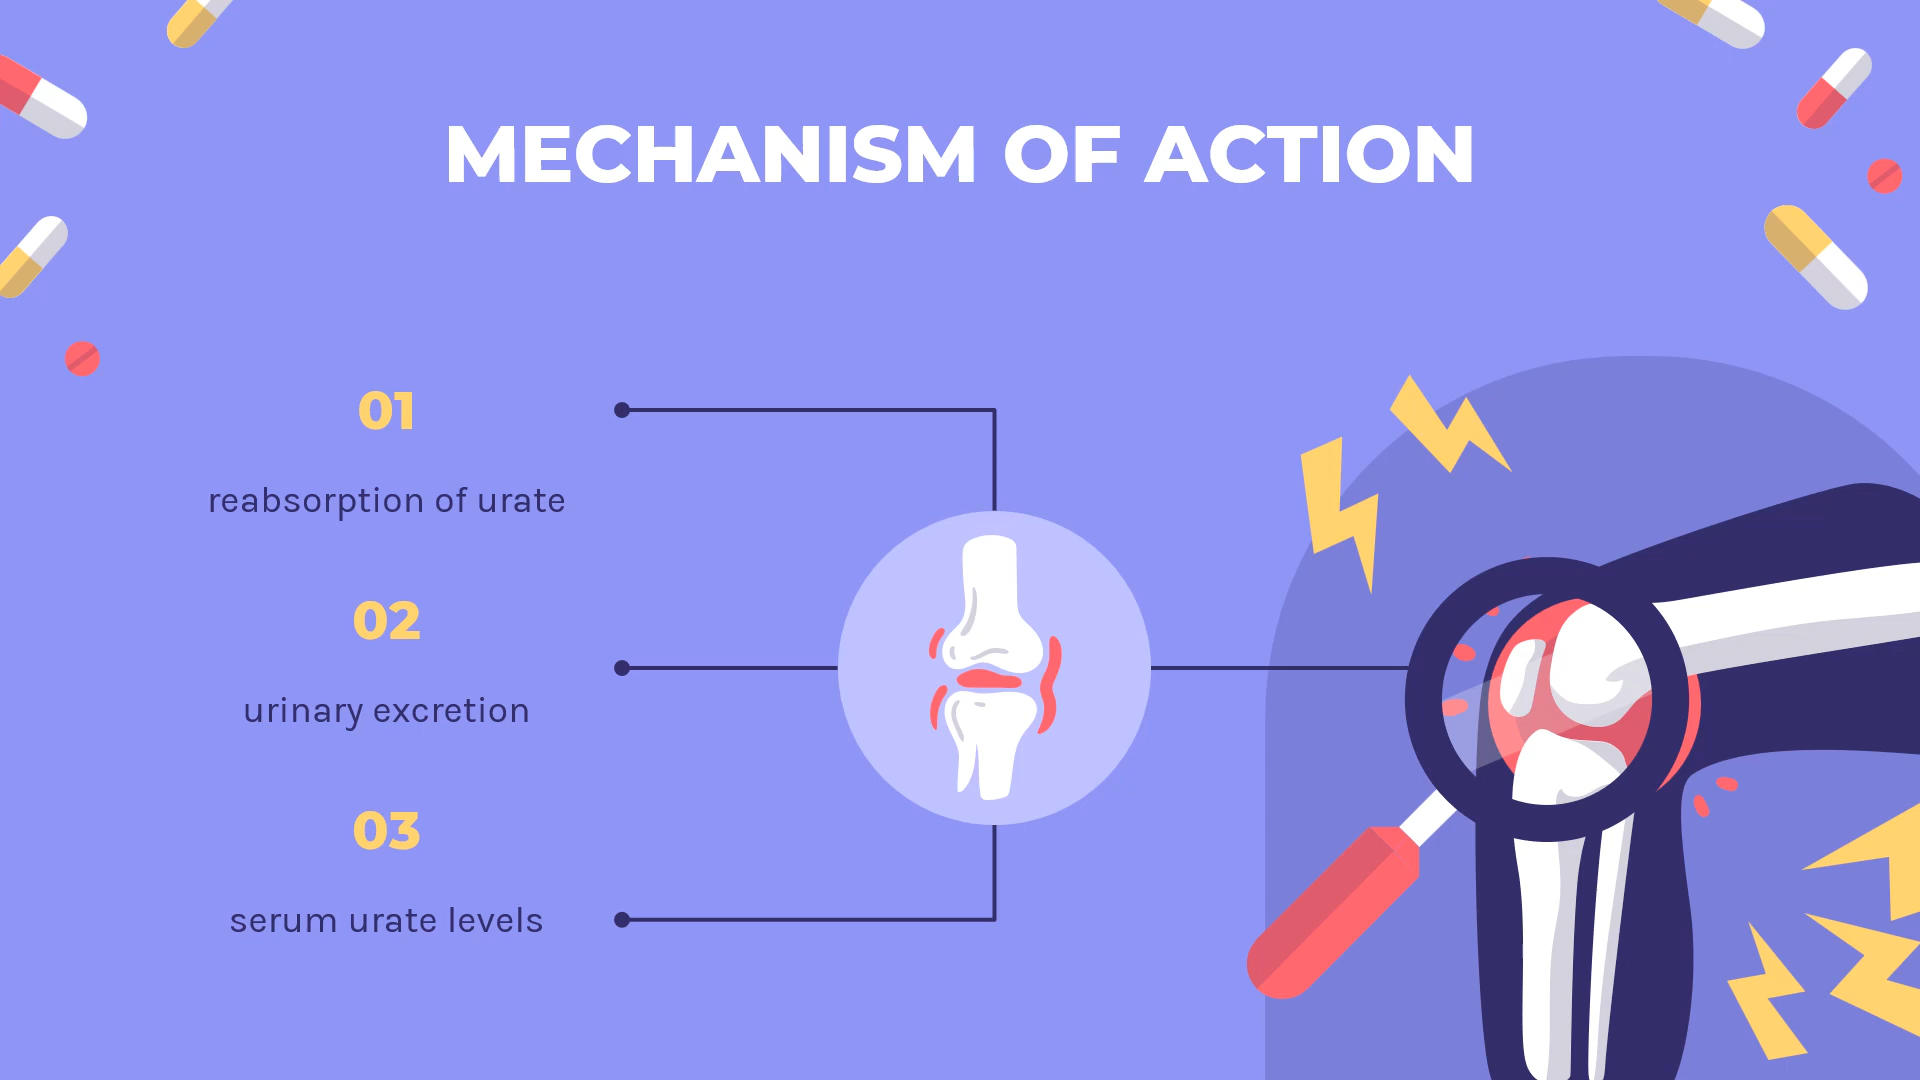 MECHANISM OF ACTION
01
reabsorption of urate
02
urinary excretion
03
serum urate levels